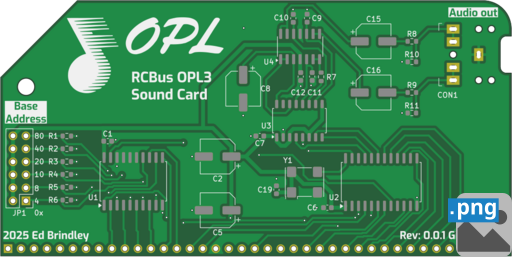 Audio out
C10
C9
C15
OPL
R8
R10
U4
RCBus OPL3
Sound Card
C12
C11
R7
C8
C16
R9
CON1
R11
Base
Address
U3
C7
80
R1
C1
40
R2
20
R3
10
R4
8
R5
4
R6
JP1
0x
U1
C2
Y1
C19
U2
C6
C5
2025 Ed Brindley
Rev: 0.0.1 G
.png